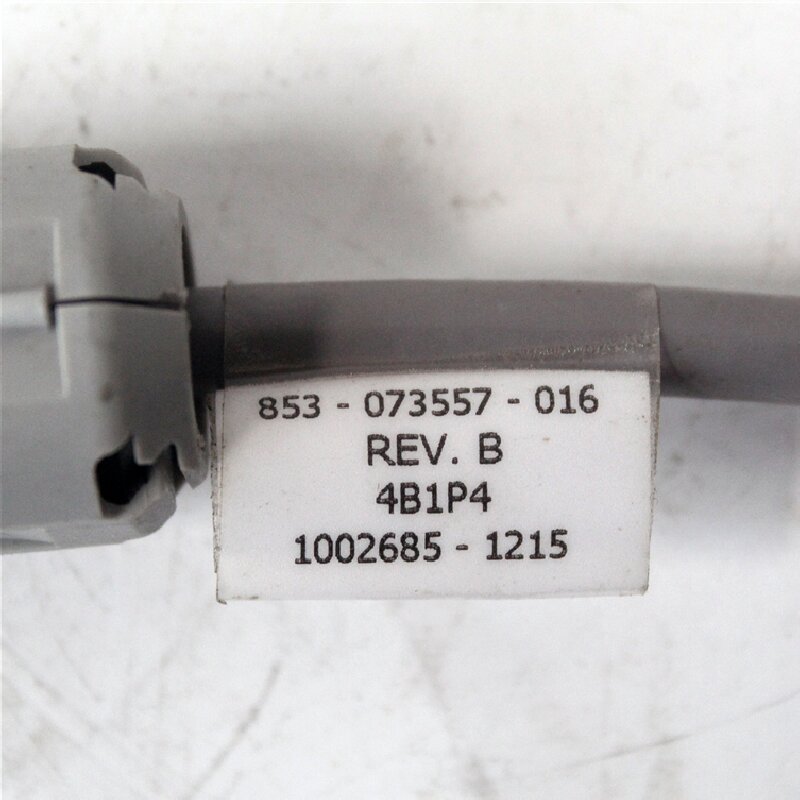 853 - 073557 - 016
REV. B
4B1P4
1002685 - 1215